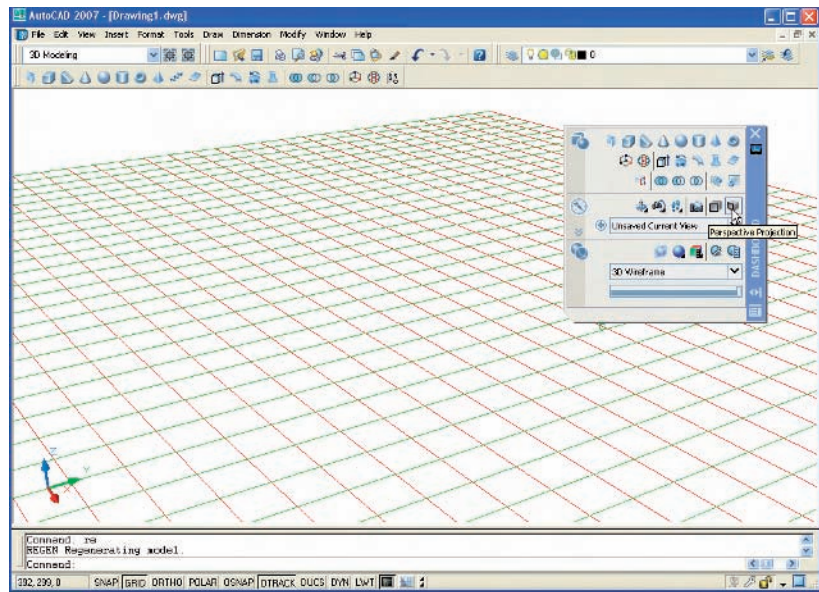 AutoCAD 2007 - [Drawing1.dwg]
File Edit View Insert Format Tools Draw Dimension Modify Window Help
3D Modeling
0
Unsaved Current View
Perspective Projection
DASHBOARD
3D Wireframe
Z
Y
X
Command: re
REGEN Regenerating model.
Command:
392, 299, 0 SNAP GRID ORTHO POLAR OSNAP OTRACK DUCS DYN LWT